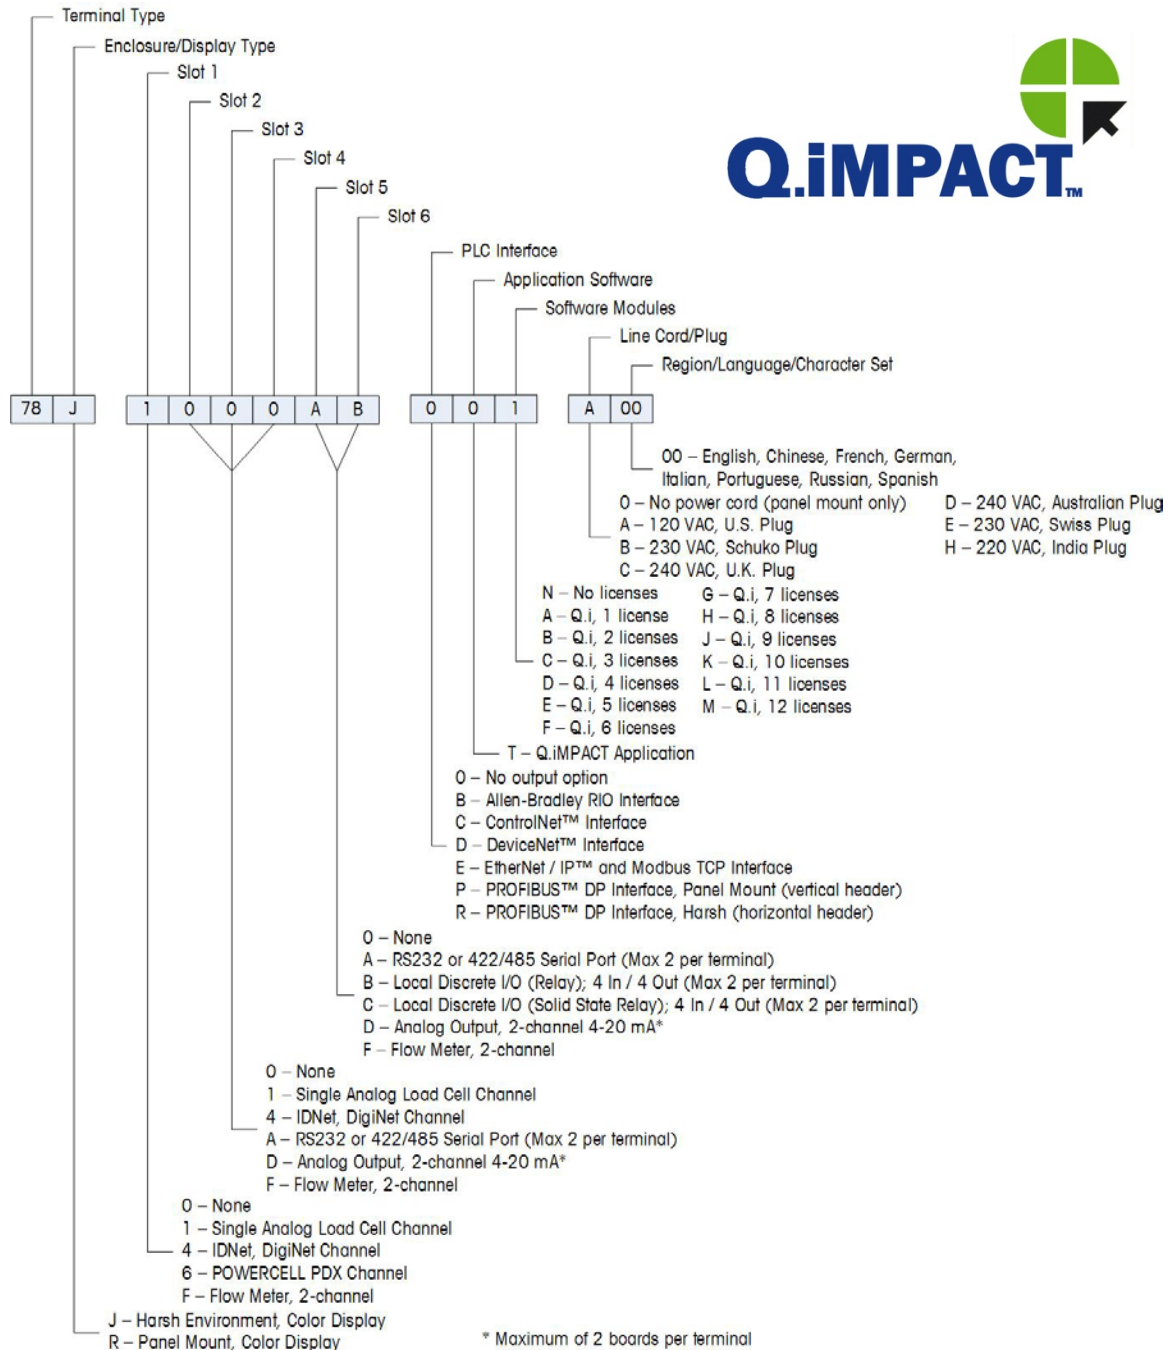 Terminal Type
Enclosure/Display Type
Slot 1
Slot 2
Slot 3
Slot 4
Slot 5
Slot 6
Q.iMPACT™
PLC Interface
Application Software
Software Modules
Line Cord/Plug
Region/Language/Character Set
78 J 1 0 0 0 A B 0 0 1 A 00
00 – English, Chinese, French, German,
Italian, Portuguese, Russian, Spanish
0 – No power cord (panel mount only)
A – 120 VAC, U.S. Plug
B – 230 VAC, Schuko Plug
C – 240 VAC, U.K. Plug
D – 240 VAC, Australian Plug
E – 230 VAC, Swiss Plug
H – 220 VAC, India Plug
N – No licenses
A – Q.i, 1 license
B – Q.i, 2 licenses
C – Q.i, 3 licenses
D – Q.i, 4 licenses
E – Q.i, 5 licenses
F – Q.i, 6 licenses
G – Q.i, 7 licenses
H – Q.i, 8 licenses
J – Q.i, 9 licenses
K – Q.i, 10 licenses
L – Q.i, 11 licenses
M – Q.i, 12 licenses
T – Q.iMPACT Application
0 – No output option
B – Allen-Bradley RIO Interface
C – ControlNet™ Interface
D – DeviceNet™ Interface
E – EtherNet / IP™ and Modbus TCP Interface
P – PROFIBUS™ DP Interface, Panel Mount (vertical header)
R – PROFIBUS™ DP Interface, Harsh (horizontal header)
0 – None
A – RS232 or 422/485 Serial Port (Max 2 per terminal)
B – Local Discrete I/O (Relay); 4 In / 4 Out (Max 2 per terminal)
C – Local Discrete I/O (Solid State Relay); 4 In / 4 Out (Max 2 per terminal)
D – Analog Output, 2-channel 4-20 mA*
F – Flow Meter, 2-channel
0 – None
1 – Single Analog Load Cell Channel
4 – IDNet, DigiNet Channel
A – RS232 or 422/485 Serial Port (Max 2 per terminal)
D – Analog Output, 2-channel 4-20 mA*
F – Flow Meter, 2-channel
0 – None
1 – Single Analog Load Cell Channel
4 – IDNet, DigiNet Channel
6 – POWERCELL PDX Channel
F – Flow Meter, 2-channel
J – Harsh Environment, Color Display
R – Panel Mount, Color Display
* Maximum of 2 boards per terminal